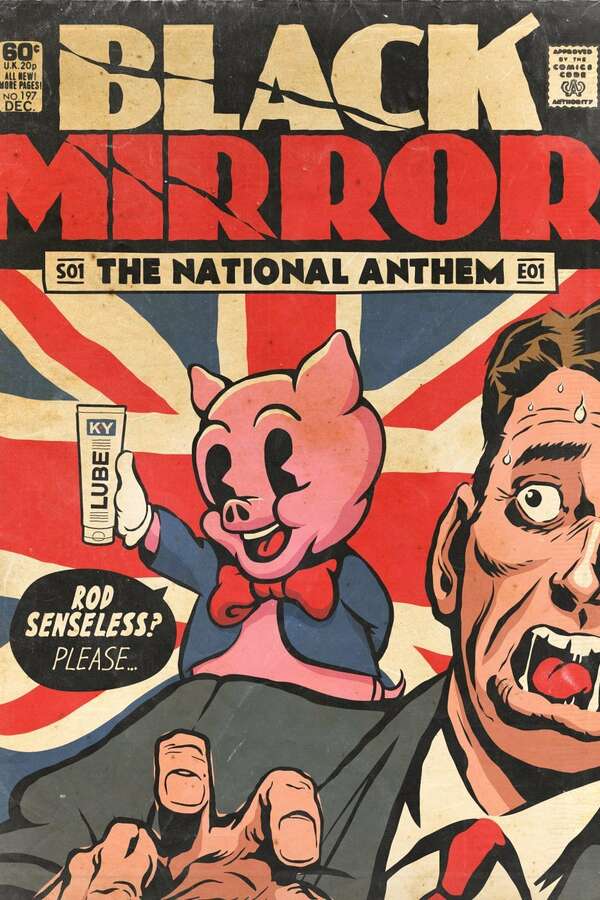 60¢
U.K. 20p
ALL NEW!
MORE PAGES!
NO. 197
DEC.
BLACK
APPROVED
BY THE
COMICS
CODE
CA
AUTHORITY
MIRROR
S01 THE NATIONAL ANTHEM E01
KY
LUBE
ROD
SENSELESS?
PLEASE...